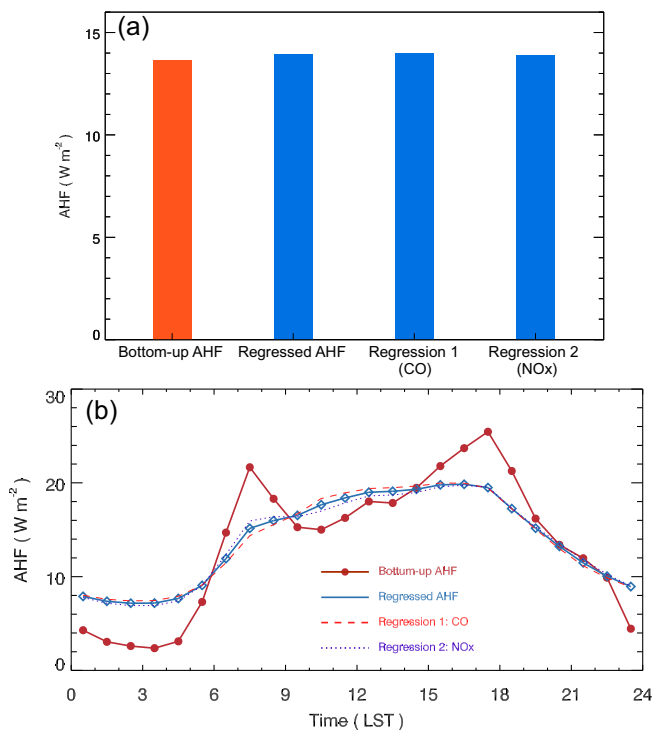 (a)
15
10
5
0
AHF ( W m-2)
Bottom-up AHF Regressed AHF Regression 1 Regression 2
(CO) (NOx)
(b)
30
20
10
0
AHF ( W m-2)
Bottum-up AHF
Regressed AHF
Regression 1: CO
Regression 2: NOx
0 3 6 9 12 15 18 21 24
Time ( LST )